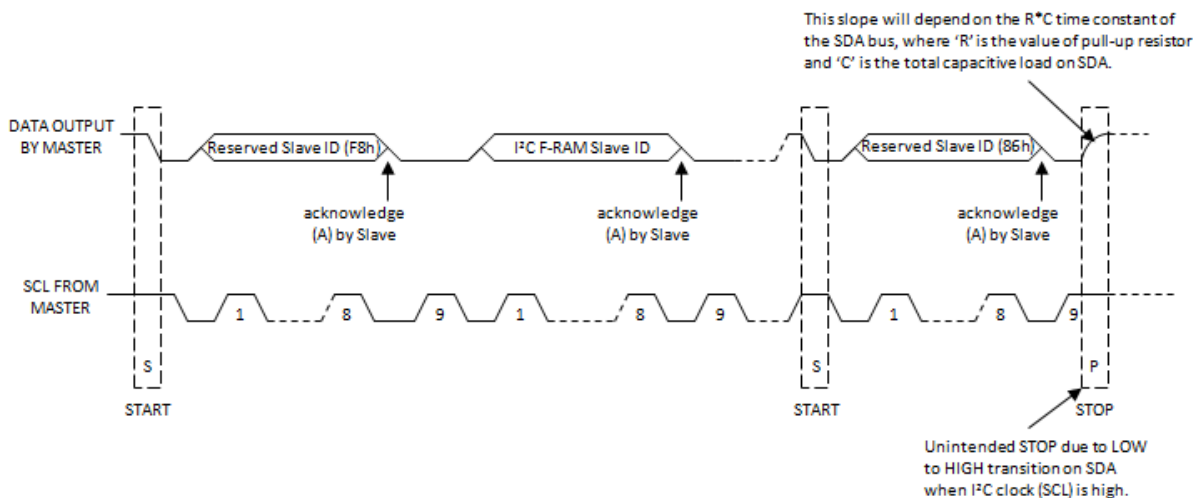 This slope will depend on the R*C time constant of
the SDA bus, where 'R' is the value of pull-up resistor
and 'C' is the total capacitive load on SDA.
DATA OUTPUT
BY MASTER
Reserved Slave ID (F8h)
I²C F-RAM Slave ID
Reserved Slave ID (86h)
acknowledge
(A) by Slave
acknowledge
(A) by Slave
acknowledge
(A) by Slave
SCL FROM
MASTER
1 8 9 1 8 9 1 8 9
S S P
START START STOP
Unintended STOP due to LOW
to HIGH transition on SDA
when I²C clock (SCL) is high.